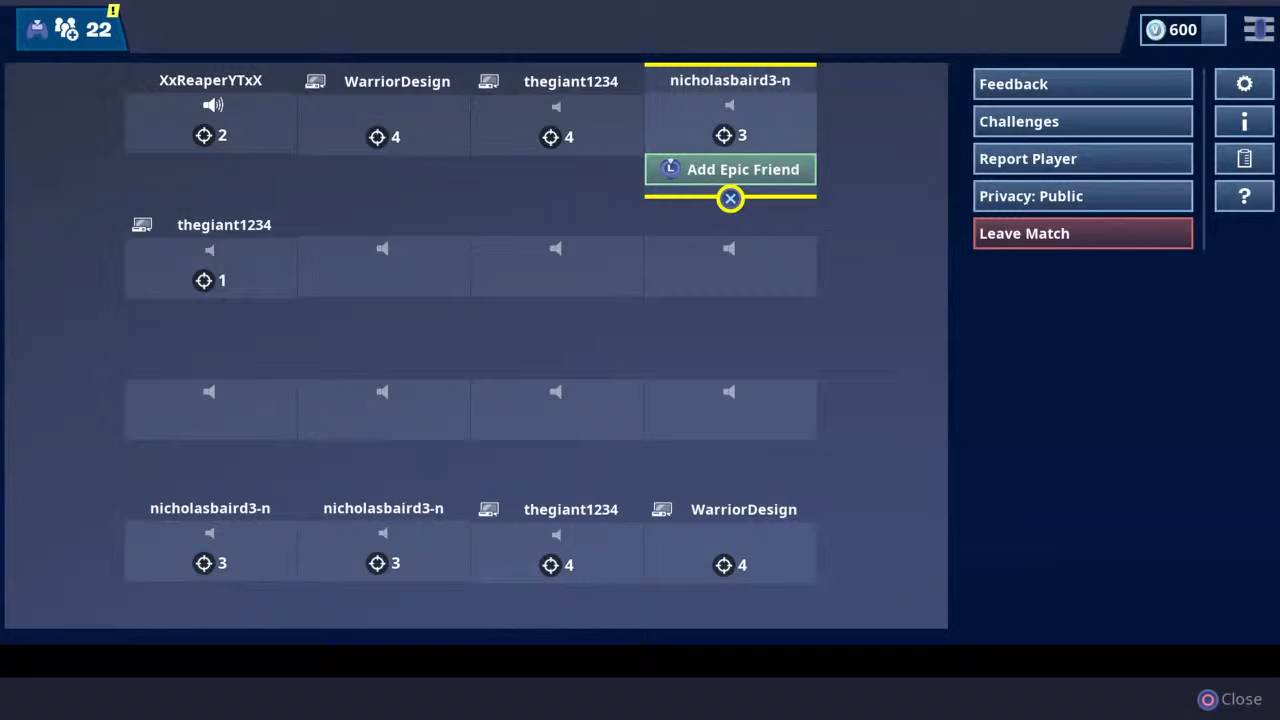 22
!
600
XxReaperYTxX
WarriorDesign
thegiant1234
nicholasbaird3-n
2
4
4
3
L Add Epic Friend
thegiant1234
1
nicholasbaird3-n
nicholasbaird3-n
thegiant1234
WarriorDesign
3
3
4
4
Feedback
Challenges
Report Player
Privacy: Public
Leave Match
i
?
Close